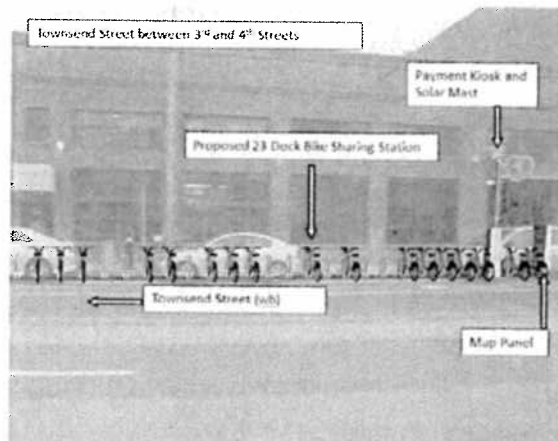 Townsend Street between 3rd and 4th Streets
Payment Kiosk and
Solar Mast
Proposed 23 Dock Bike Sharing Station
Townsend Street (wb)
Map Panel